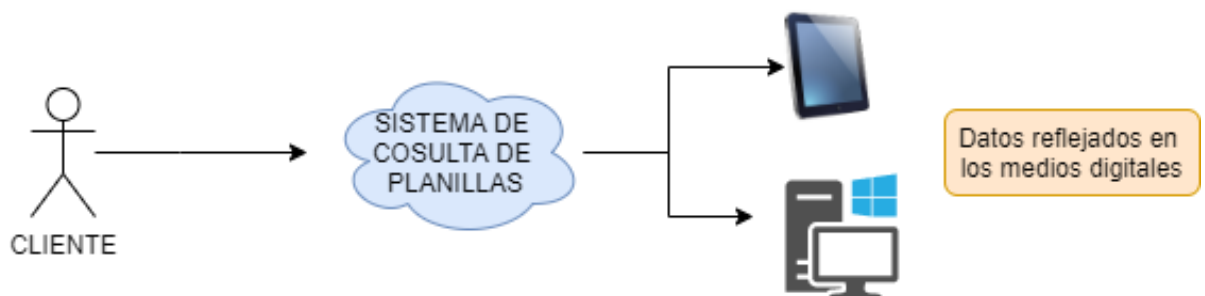 SISTEMA DE
COSULTA DE
PLANILLAS
Datos reflejados en
los medios digitales
CLIENTE